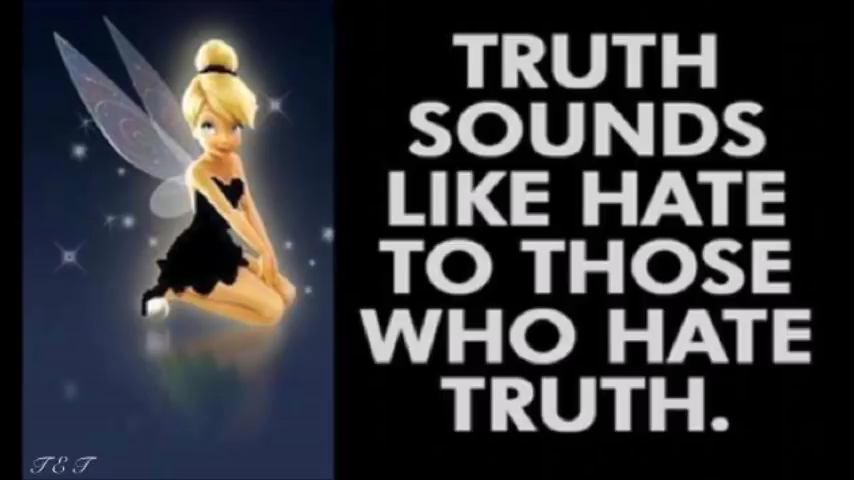 TRUTH
SOUNDS
LIKE HATE
TO THOSE
WHO HATE
TRUTH.
T&T